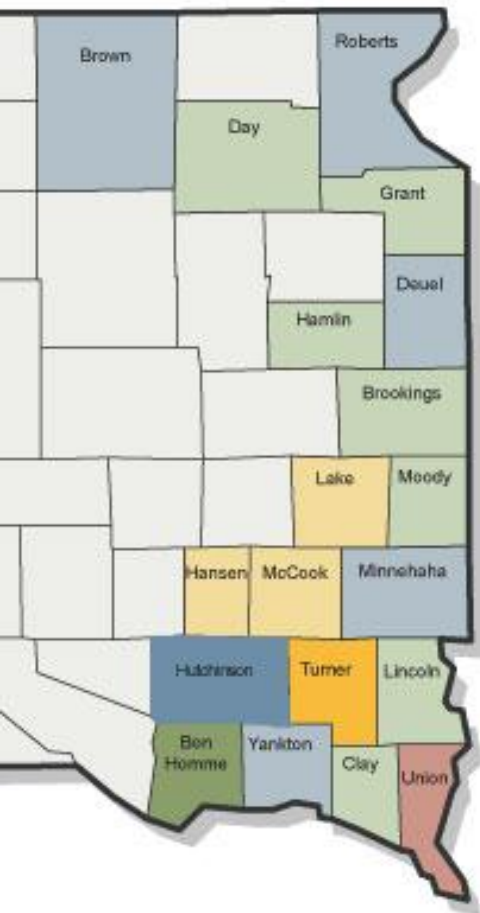 Brown
Roberts
Day
Grant
Deuel
Hamlin
Brookings
Lake
Moody
Hansen
McCook
Minnehaha
Hutchinson
Turner
Lincoln
Bon
Homme
Yankton
Clay
Union